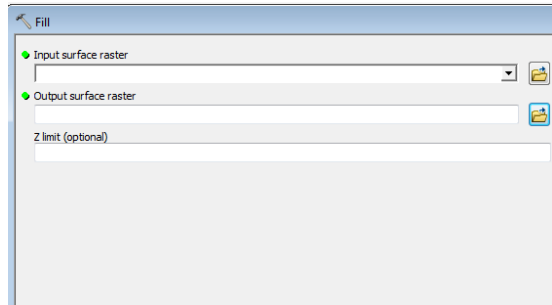 Fill
Input surface raster
Output surface raster
Z limit (optional)